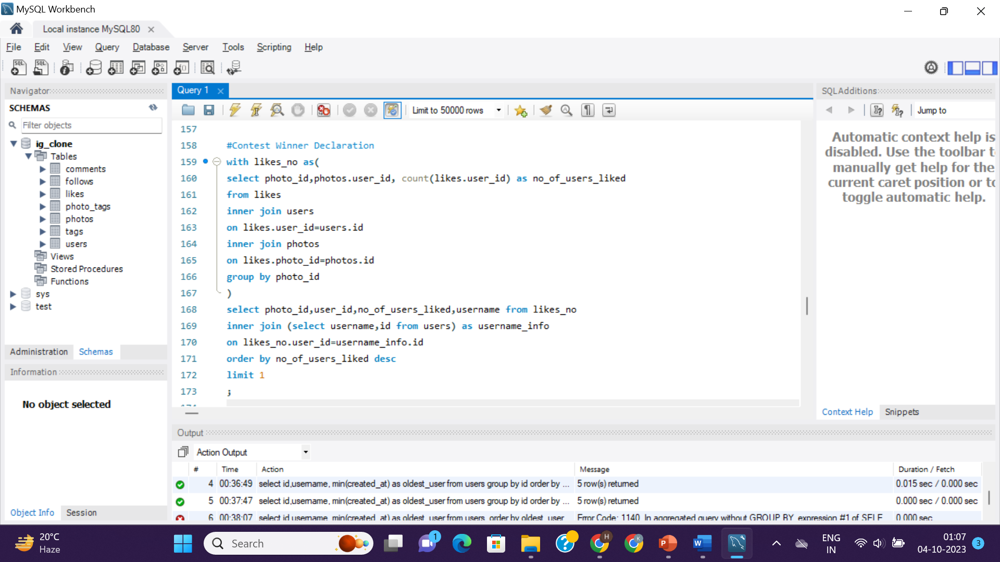 MySQL Workbench
Local instance MySQL80
File Edit View Query Database Server Tools Scripting Help
Navigator
SCHEMAS
Filter objects
ig_clone
Tables
comments
follows
likes
photo_tags
photos
tags
users
Views
Stored Procedures
Functions
sys
test
Administration Schemas
Information
No object selected
Object Info Session
Query 1
Limit to 50000 rows
157
158 #Contest Winner Declaration
159 with likes_no as(
160 select photo_id,photos.user_id, count(likes.user_id) as no_of_users_liked
161 from likes
162 inner join users
163 on likes.user_id=users.id
164 inner join photos
165 on likes.photo_id=photos.id
166 group by photo_id
167 )
168 select photo_id,user_id,no_of_users_liked,username from likes_no
169 inner join (select username,id from users) as username_info
170 on likes_no.user_id=username_info.id
171 order by no_of_users_liked desc
172 limit 1
173 ;
SQLAdditions
Jump to
Automatic context help is
disabled. Use the toolbar
manually get help for the
current caret position or
toggle automatic help.
Context Help Snippets
Output
Action Output
# Time Action Message Duration / Fetch
4 00:36:49 select id,username, min(created_at) as oldest_user from users group by id order by ... 5 row(s) returned 0.015 sec / 0.000 sec
5 00:37:47 select id,username, min(created_at) as oldest_user from users group by id order by ... 5 row(s) returned 0.000 sec / 0.000 sec
6 00:38:07 select id,username, min(created_at) as oldest_user from users order by oldest_user Error Code: 1140. In aggregated query without GROUP BY, expression #1 of SELE 0.000 sec
20°C
Haze
Search
1
H
K
P
W
ENG
IN
01:07
04-10-2023
3